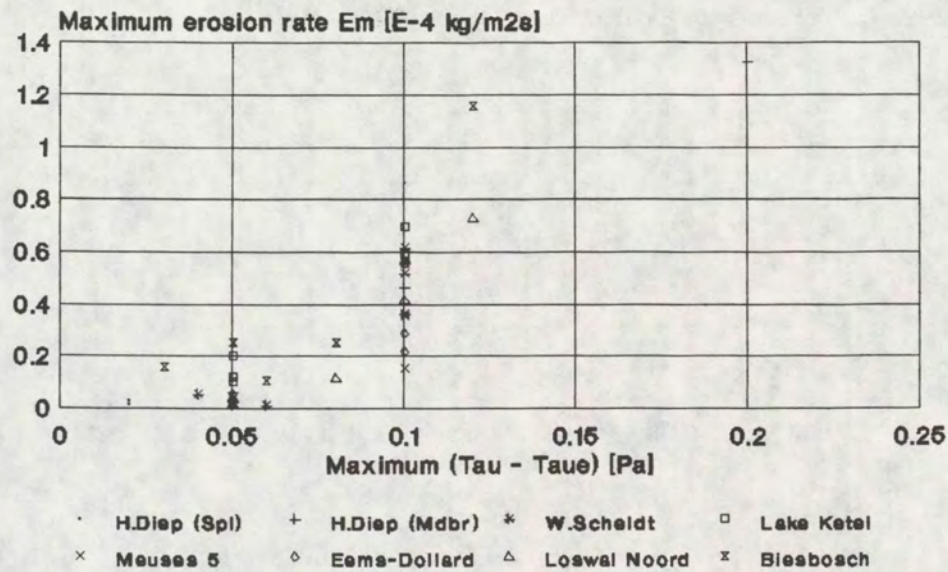 Maximum erosion rate Em [E-4 kg/m2s]
1.4
1.2
1
0.8
0.6
0.4
0.2
0
0 0.05 0.1 0.15 0.2 0.25
Maximum (Tau - Taue) [Pa]
H.Diep (Spl) H.Diep (Mdbr) W.Scheldt Lake Ketel
Meuses 5 Eems-Dollard Loswal Noord Biesbosch